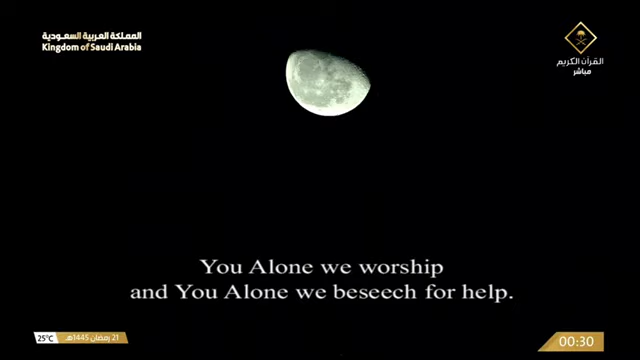 المملكة العربية السعودية
Kingdom of Saudi Arabia
القرآن الكريم
مباشر
You Alone we worship
and You Alone we beseech for help.
25°C
21 رمضان 1445هـ
00:30